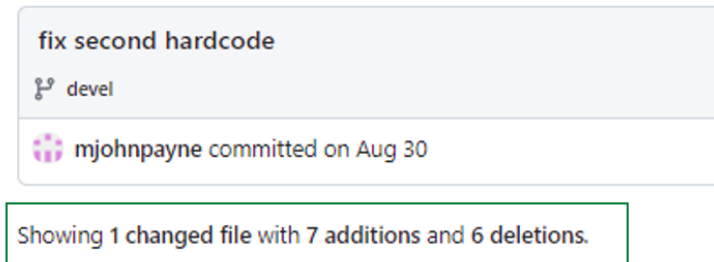 fix second hardcode
devel
mjohnpayne committed on Aug 30
Showing 1 changed file with 7 additions and 6 deletions.